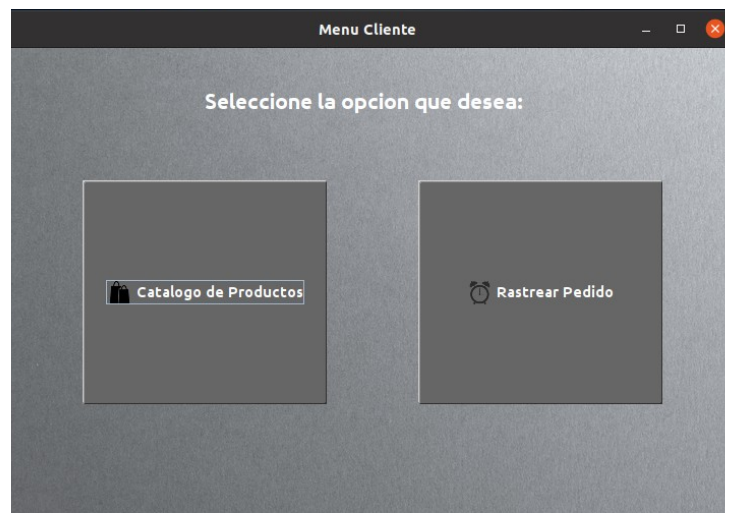 Menu Cliente
Seleccione la opcion que desea:
Catalogo de Productos
Rastrear Pedido